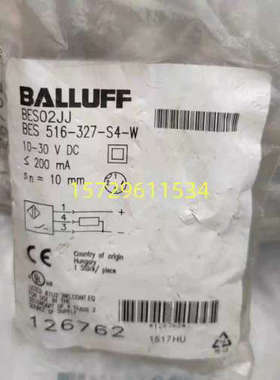 BALLUFF
BES02JJ
BES 516-327-S4-W
10-30 V DC
≤ 200 mA
sn = 10 mm
15729611534
1
4
3
+
-
CE
Country of origin
Hungary
1 Stück/ piece
126762
1517HU